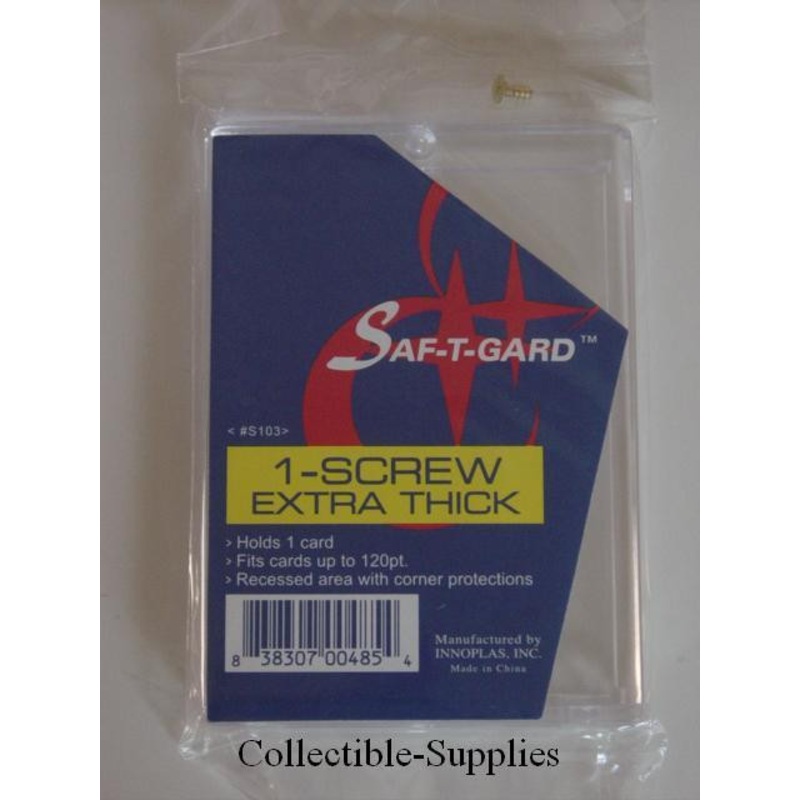 SAF-T-GARD™
< #S103>
1-SCREW
EXTRA THICK
> Holds 1 card
> Fits cards up to 120pt.
> Recessed area with corner protections
8 38307 00485 4
Manufactured by
INNOPLAS, INC.
Made in China
Collectible-Supplies